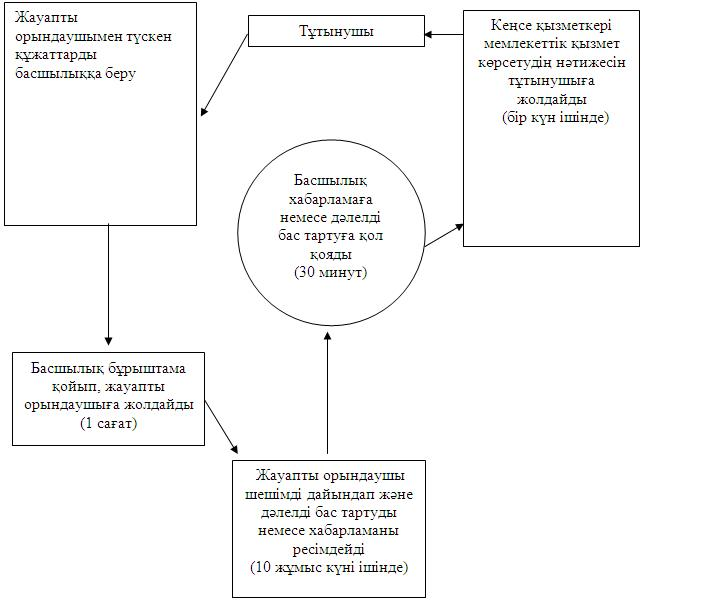 Жауапты
орындаушымен түскен
құжаттарды
басшылыққа беру
Тұтынушы
Кеңсе қызметкері
мемлекеттік қызмет
көрсетудің нәтижесін
тұтынушыға
жолдайды
(бір күн ішінде)
Басшылық
хабарламаға
немесе дәлелді
бас тартуға қол
қояды
(30 минут)
Басшылық бұрыштама
қойып, жауапты
орындаушыға жолдайды
(1 сағат)
Жауапты орындаушы
шешімді дайындап және
дәлелді бас тартуды
немесе хабарламаны
ресімдейді
(10 жұмыс күні ішінде)